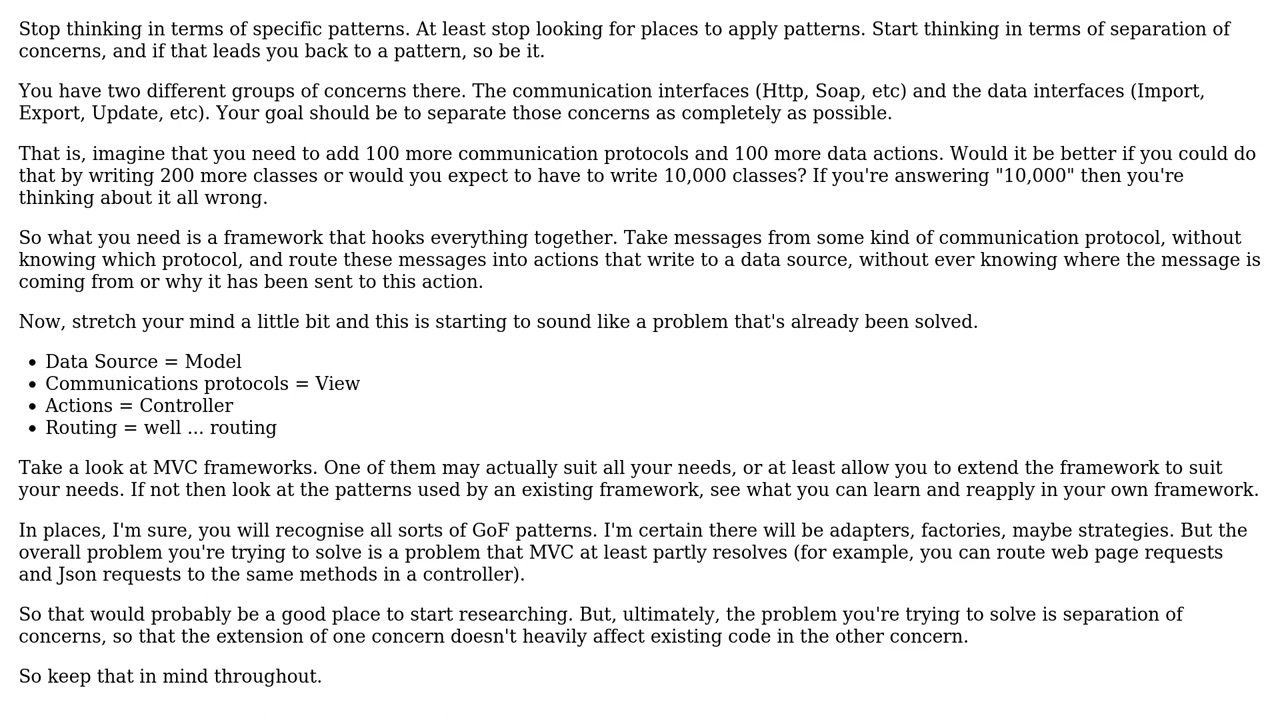 Stop thinking in terms of specific patterns. At least stop looking for places to apply patterns. Start thinking in terms of separation of
concerns, and if that leads you back to a pattern, so be it.
You have two different groups of concerns there. The communication interfaces (Http, Soap, etc) and the data interfaces (Import,
Export, Update, etc). Your goal should be to separate those concerns as completely as possible.
That is, imagine that you need to add 100 more communication protocols and 100 more data actions. Would it be better if you could do
that by writing 200 more classes or would you expect to have to write 10,000 classes? If you're answering "10,000" then you're
thinking about it all wrong.
So what you need is a framework that hooks everything together. Take messages from some kind of communication protocol, without
knowing which protocol, and route these messages into actions that write to a data source, without ever knowing where the message is
coming from or why it has been sent to this action.
Now, stretch your mind a little bit and this is starting to sound like a problem that's already been solved.
• Data Source = Model
• Communications protocols = View
• Actions = Controller
• Routing = well ... routing
Take a look at MVC frameworks. One of them may actually suit all your needs, or at least allow you to extend the framework to suit
your needs. If not then look at the patterns used by an existing framework, see what you can learn and reapply in your own framework.
In places, I'm sure, you will recognise all sorts of GoF patterns. I'm certain there will be adapters, factories, maybe strategies. But the
overall problem you're trying to solve is a problem that MVC at least partly resolves (for example, you can route web page requests
and Json requests to the same methods in a controller).
So that would probably be a good place to start researching. But, ultimately, the problem you're trying to solve is separation of
concerns, so that the extension of one concern doesn't heavily affect existing code in the other concern.
So keep that in mind throughout.